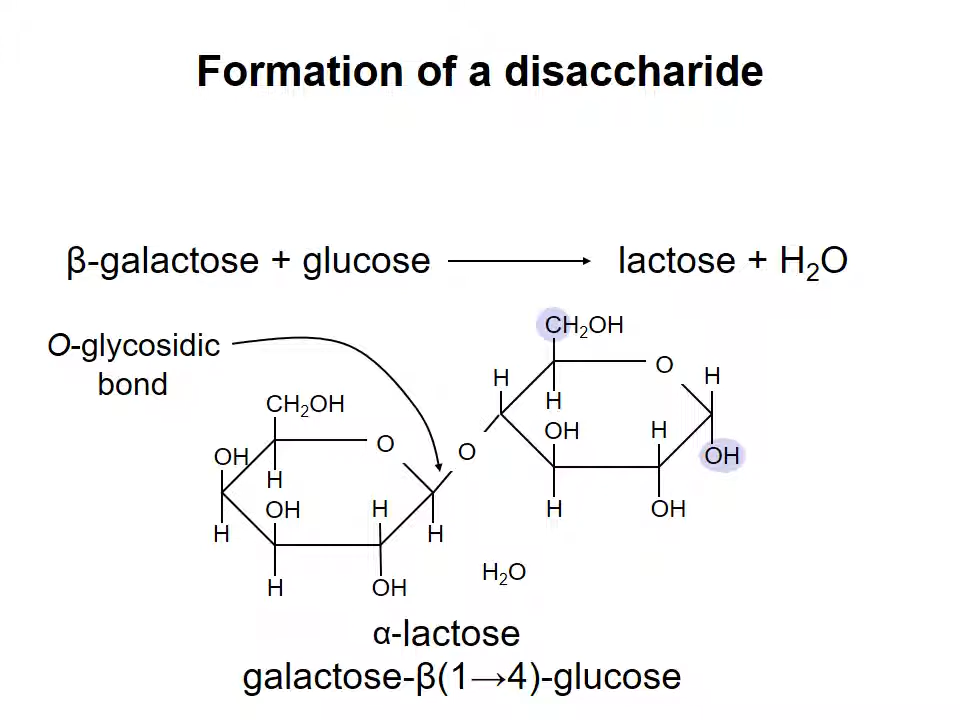 Formation of a disaccharide
β-galactose + glucose ⟶ lactose + H₂O
O-glycosidic
bond
CH₂OH
O
H
OH
H
OH
H
H
OH
H
O
CH₂OH
O
H
H
OH
H
H
OH
H
OH
H₂O
α-lactose
galactose-β(1→4)-glucose